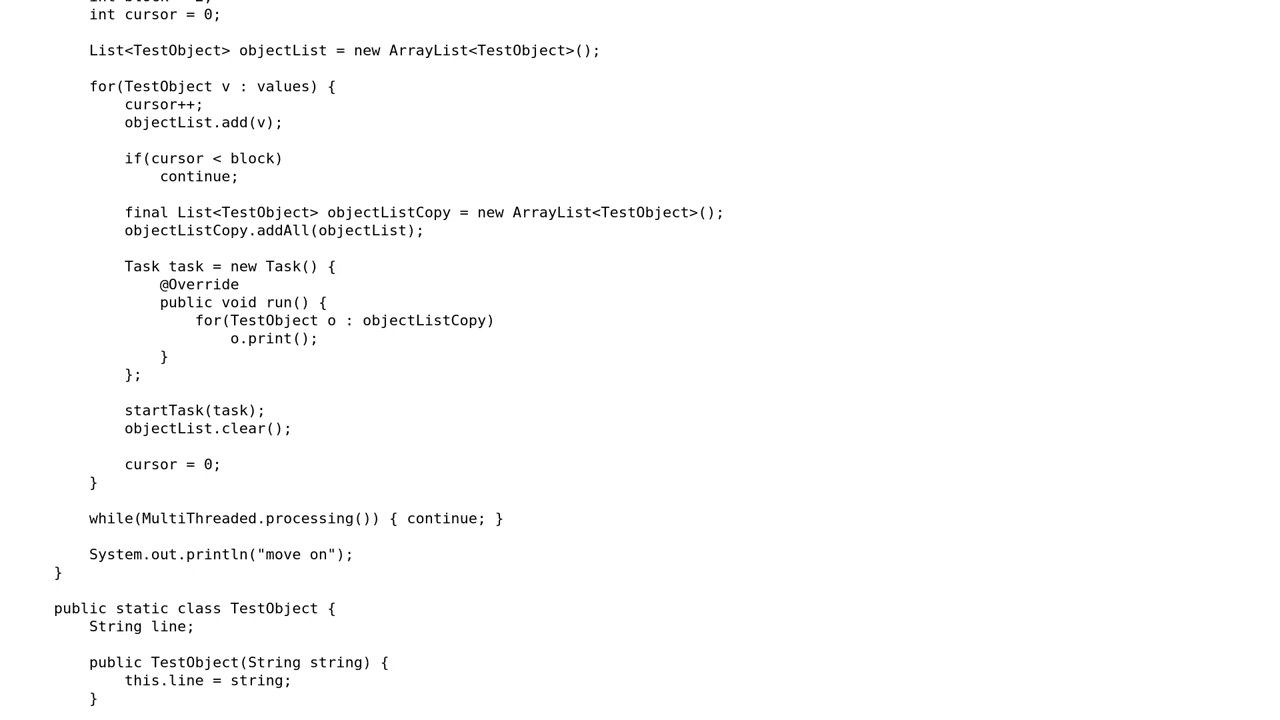 int cursor = 0;
List<TestObject> objectList = new ArrayList<TestObject>();
for(TestObject v : values) {
cursor++;
objectList.add(v);
if(cursor < block)
continue;
final List<TestObject> objectListCopy = new ArrayList<TestObject>();
objectListCopy.addAll(objectList);
Task task = new Task() {
@Override
public void run() {
for(TestObject o : objectListCopy)
o.print();
}
};
startTask(task);
objectList.clear();
cursor = 0;
}
while(MultiThreaded.processing()) { continue; }
System.out.println("move on");
}
public static class TestObject {
String line;
public TestObject(String string) {
this.line = string;
}